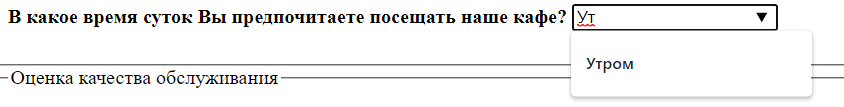 В какое время суток Вы предпочитаете посещать наше кафе? Ут
Утром
Оценка качества обслуживания